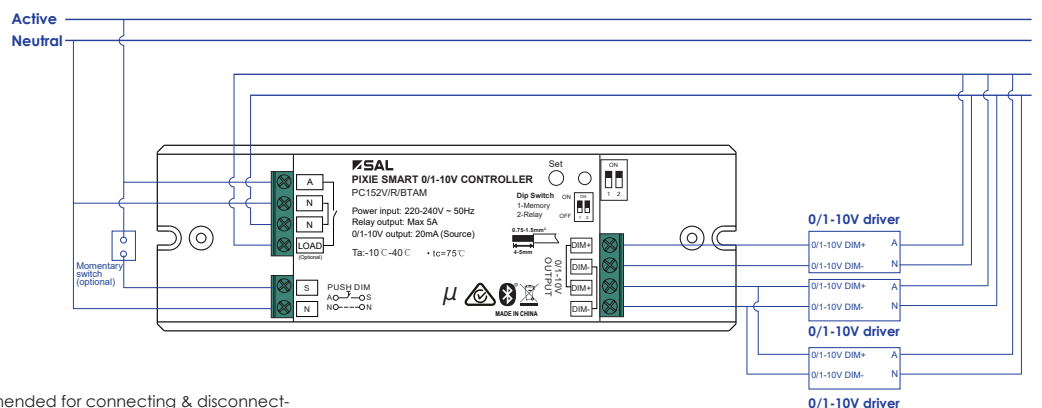 Active
Neutral
SAL
PIXIE SMART 0/1-10V CONTROLLER
PC152V/R/BTAM
Power input: 220-240V ~ 50Hz
Relay output: Max 5A
0/1-10V output: 20mA (Source)
Ta:-10℃-40℃ • tc=75℃
A
N
N
LOAD
(Optional)
S
N
PUSH DIM
A S
N N
Momentary
switch
(optional)
Set
Dip Switch
1-Memory
2-Relay
ON
OFF
ON
1 2
ON
1 2
0.75-1.5mm²
4-5mm
DIM+
DIM-
DIM+
DIM-
0/1-10V
OUTPUT
MADE IN CHINA
0/1-10V driver
0/1-10V DIM+ A
0/1-10V DIM- N
0/1-10V DIM+ A
0/1-10V DIM- N
0/1-10V driver
0/1-10V DIM+ A
0/1-10V DIM- N
0/1-10V driver
for connecting & disconnect-